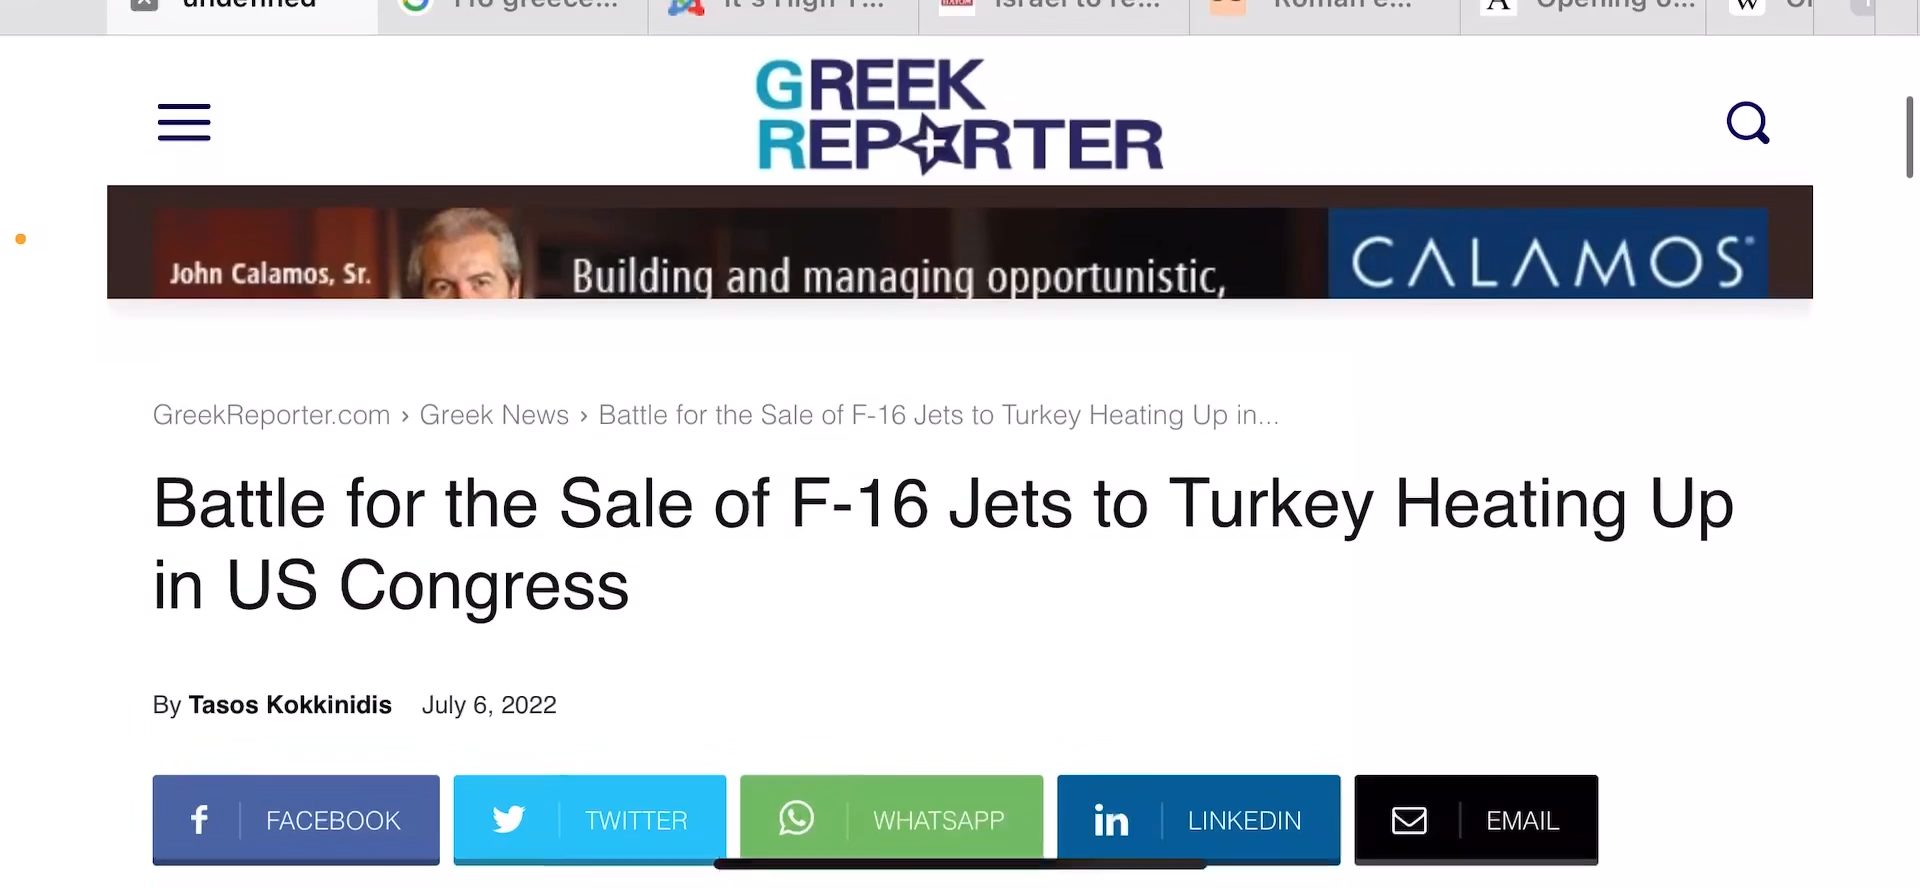 undefined
GREEK
REPORTER
John Calamos, Sr.
Building and managing opportunistic,
CALAMOS
GreekReporter.com › Greek News › Battle for the Sale of F-16 Jets to Turkey Heating Up in...
Battle for the Sale of F-16 Jets to Turkey Heating Up
in US Congress
By Tasos Kokkinidis July 6, 2022
FACEBOOK
TWITTER
WHATSAPP
LINKEDIN
EMAIL